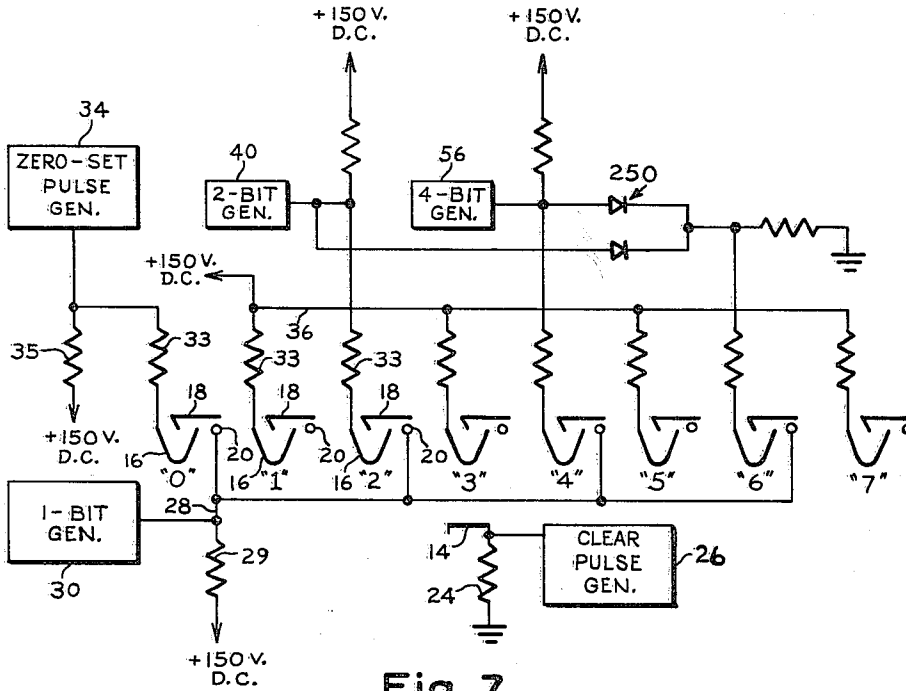 +150 V.
D.C.
+150 V.
D.C.
34
ZERO-SET
PULSE
GEN.
40
2-BIT
GEN.
56
4-BIT
GEN.
250
+150 V.
D.C.
36
35
33
33
33
18
18
18
+150 V.
D.C.
16
"0"
20
16
"1"
20
16
"2"
20
"3"
"4"
"5"
"6"
"7"
28
1-BIT
GEN.
30
29
14
24
CLEAR
PULSE
GEN.
26
+150 V.
D.C.
Fig. 7